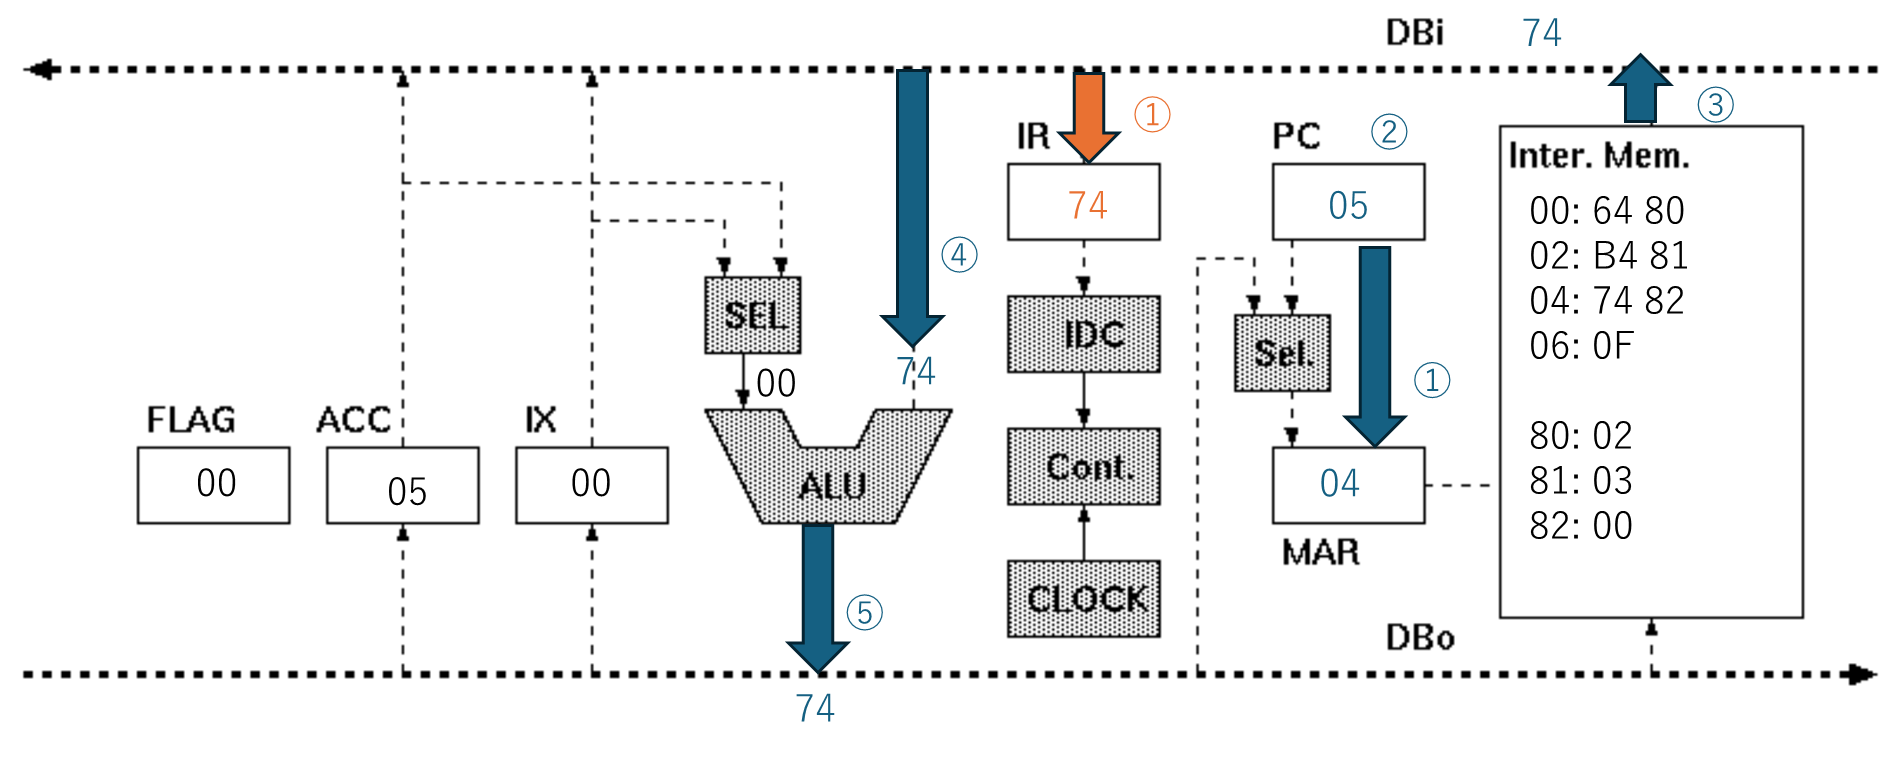 DBi 74
①
③
IR
PC ②
Inter. Mem.
74
05
00: 64 80
02: B4 81
04: 74 82
06: 0F
80: 02
81: 03
82: 00
④
SEL
IDC
Sel.
①
74
00
FLAG
ACC
IX
00
05
00
ALU
Cont.
04
MAR
CLOCK
⑤
DBo
74